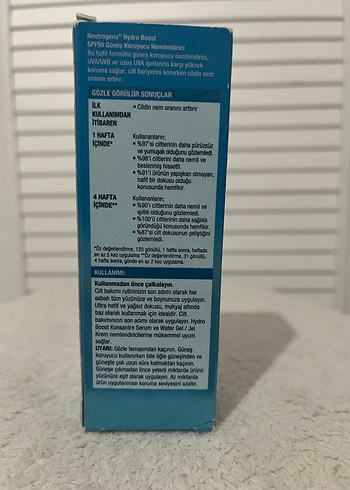 Neutrogena® Hydro Boost
SPF50 Güneş Koruyucu Nemlendirici
Bu hafif formüllü güneş koruyucu nemlendirici,
UVA/UVB ve uzun UVA ışınlarına karşı yüksek
koruma sağlar, cilt bariyerini korurken cildin nem
oranını artırır.
GÖZLE GÖRÜLÜR SONUÇLAR
İLK
KULLANIMDAN
İTİBAREN
• Cildin nem oranını arttırır
1 HAFTA
İÇİNDE*
Kullananların;
• %97'si ciltlerinin daha pürüzsüz
ve yumuşak olduğunu gözlemledi.
• %96'i ciltlerini daha nemli ve
beslenmiş hissetti.
• %91'i ürünün yapışkan olmayan,
hafif bir dokusu olduğu
konusunda hemfikir.
4 HAFTA
İÇİNDE**
Kullananların;
• %90'ı ciltlerinin daha nemli ve
ışıltılı olduğunu gözlemledi.
• %100'ü ciltlerinin daha sağlıklı
göründüğü konusunda hemfikir.
• %87'si cilt dokusunun geliştiğini
gözlemledi.
*Öz değerlendirme, 120 gönüllü, 1 hafta, haftada
en az 5 kez uygulama **Öz değerlendirme, 31 gönüllü,
4 hafta, günde en az 2 kez uygulama.
KULLANIMI:
Kullanmadan önce çalkalayın.
Cilt bakımı rutininizin son adımı olarak her
sabah tüm yüzünüze ve boynunuza uygulayın.
Ultra hafif ve yağsız dokusu, makyaj altında
baz olarak kullanmak için idealdir. Cilt
bakımınızın son adımı olarak uygulayın. Hydro
Boost Konsantre Serum ve Water Gel / Jel
Krem nemlendiricilerine mükemmel uyum
sağlar.
UYARI: Gözle temasından kaçının. Güneş
koruyucu kullanırken bile öğle güneşinden ve
güneşte çok uzun süre kalmaktan kaçının.
Güneşe çıkmadan önce yeterli miktarda ürünü
yüzünüze eşit olarak uygulayın. Az miktarda
ürün uygulanması koruma seviyesini azaltır.